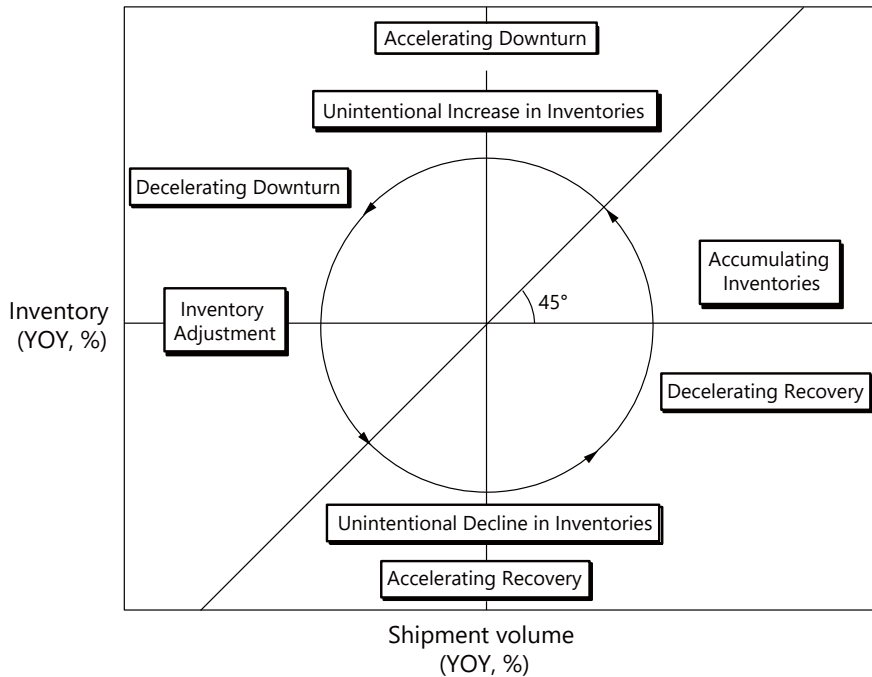 Accelerating Downturn
Unintentional Increase in Inventories
Decelerating Downturn
Accumulating
Inventories
45°
Inventory
(YOY, %)
Inventory
Adjustment
Decelerating Recovery
Unintentional Decline in Inventories
Accelerating Recovery
Shipment volume
(YOY, %)